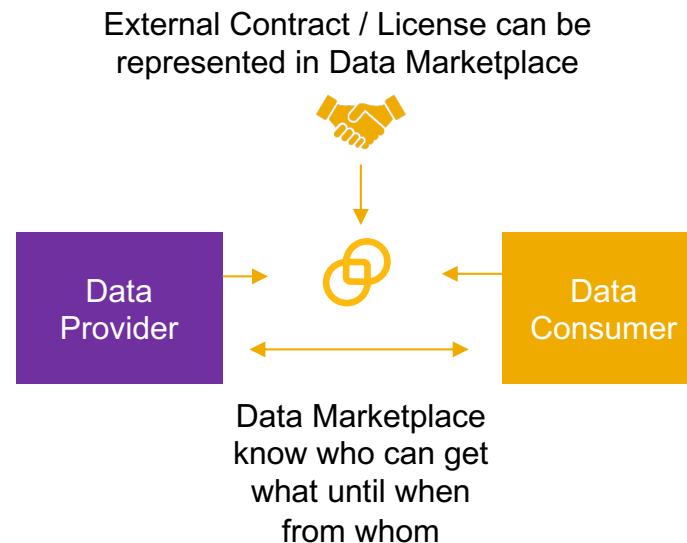 External Contract / License can be
represented in Data Marketplace
Data
Provider
Data
Consumer
Data Marketplace
know who can get
what until when
from whom